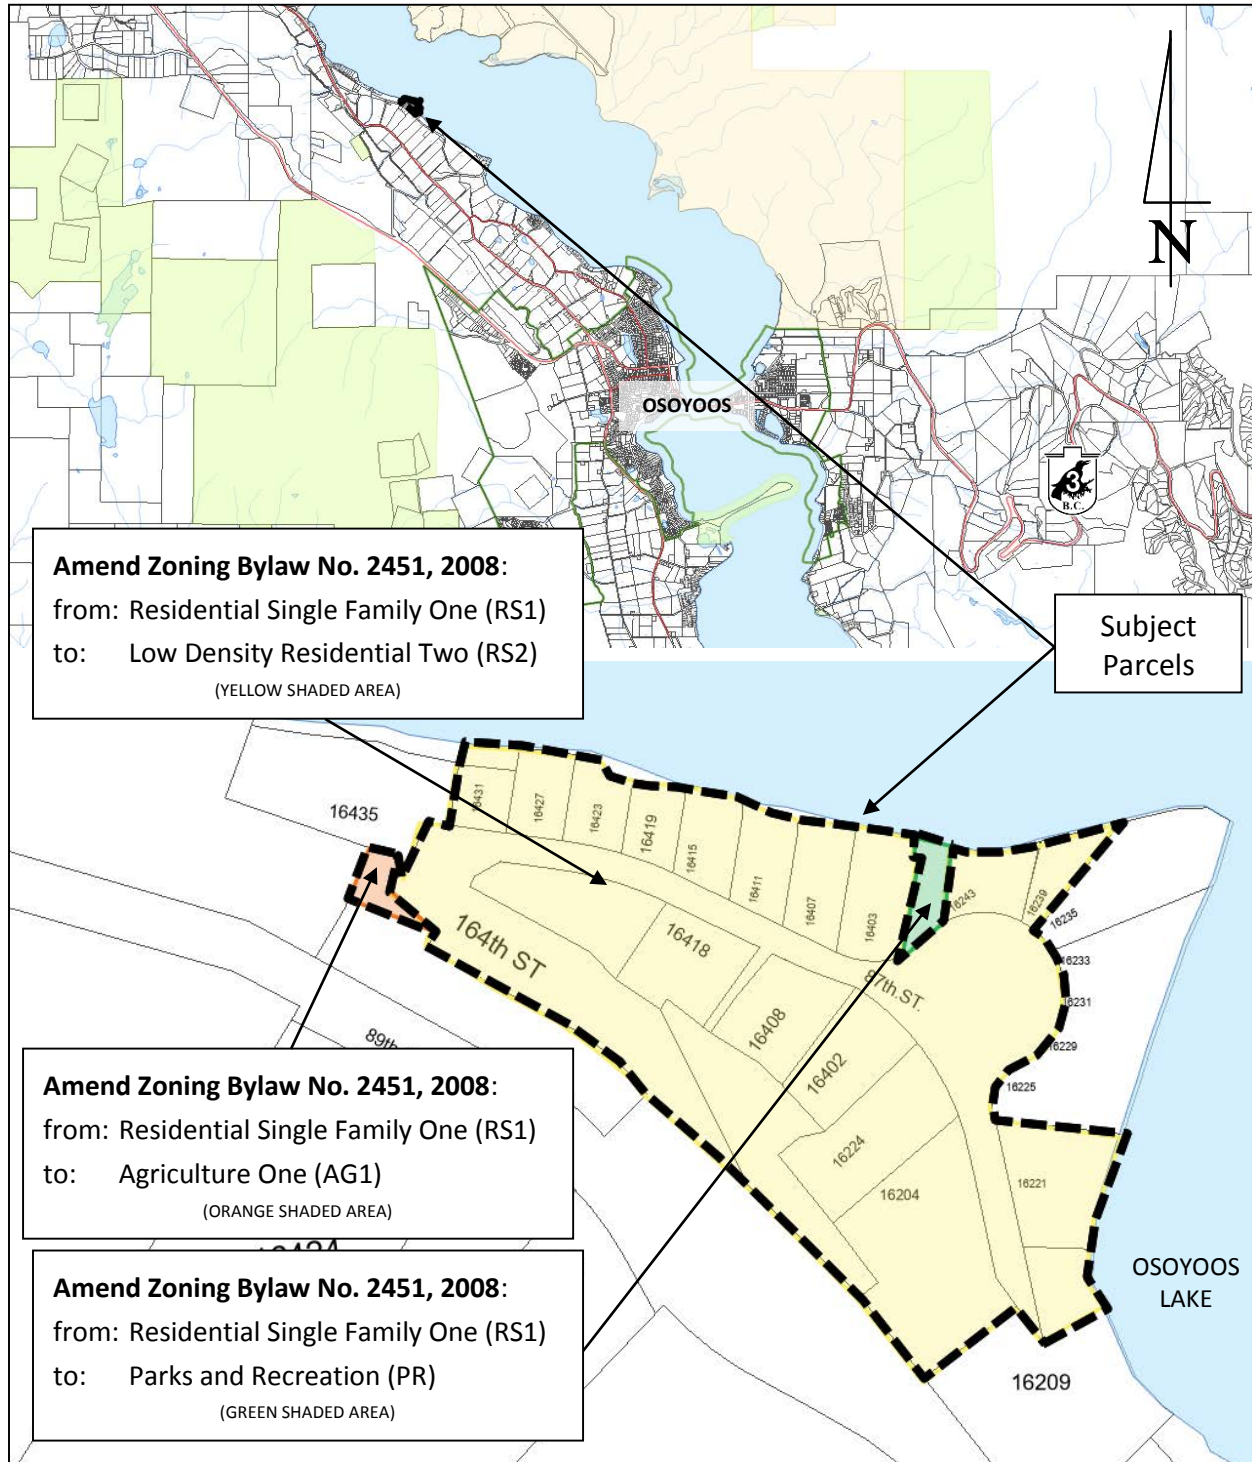 N
OSOYOOS
3
B.C.
Amend Zoning Bylaw No. 2451, 2008:
from: Residential Single Family One (RS1)
to: Low Density Residential Two (RS2)
(YELLOW SHADED AREA)
Subject
Parcels
16435
16431
16427
16423
16419
16415
16411
16407
16403
16243
16239
16235
16233
16231
16229
16225
16221
164th ST
16418
87th ST.
16408
16402
16224
16204
89th
Amend Zoning Bylaw No. 2451, 2008:
from: Residential Single Family One (RS1)
to: Agriculture One (AG1)
(ORANGE SHADED AREA)
Amend Zoning Bylaw No. 2451, 2008:
from: Residential Single Family One (RS1)
to: Parks and Recreation (PR)
(GREEN SHADED AREA)
OSOYOOS
LAKE
16209